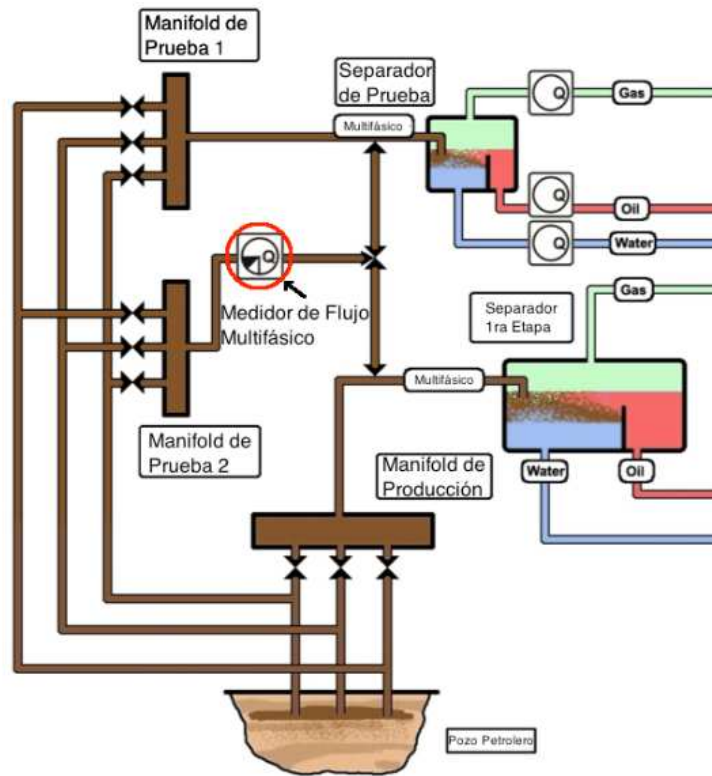 Manifold de
Prueba 1
Separador
de Prueba
Multifásico
Q
Gas
Q
Oil
Q
Water
Q
Medidor de Flujo
Multifásico
Separador
1ra Etapa
Gas
Multifásico
Manifold de
Prueba 2
Manifold de
Producción
Water
Oil
Pozo Petrolero